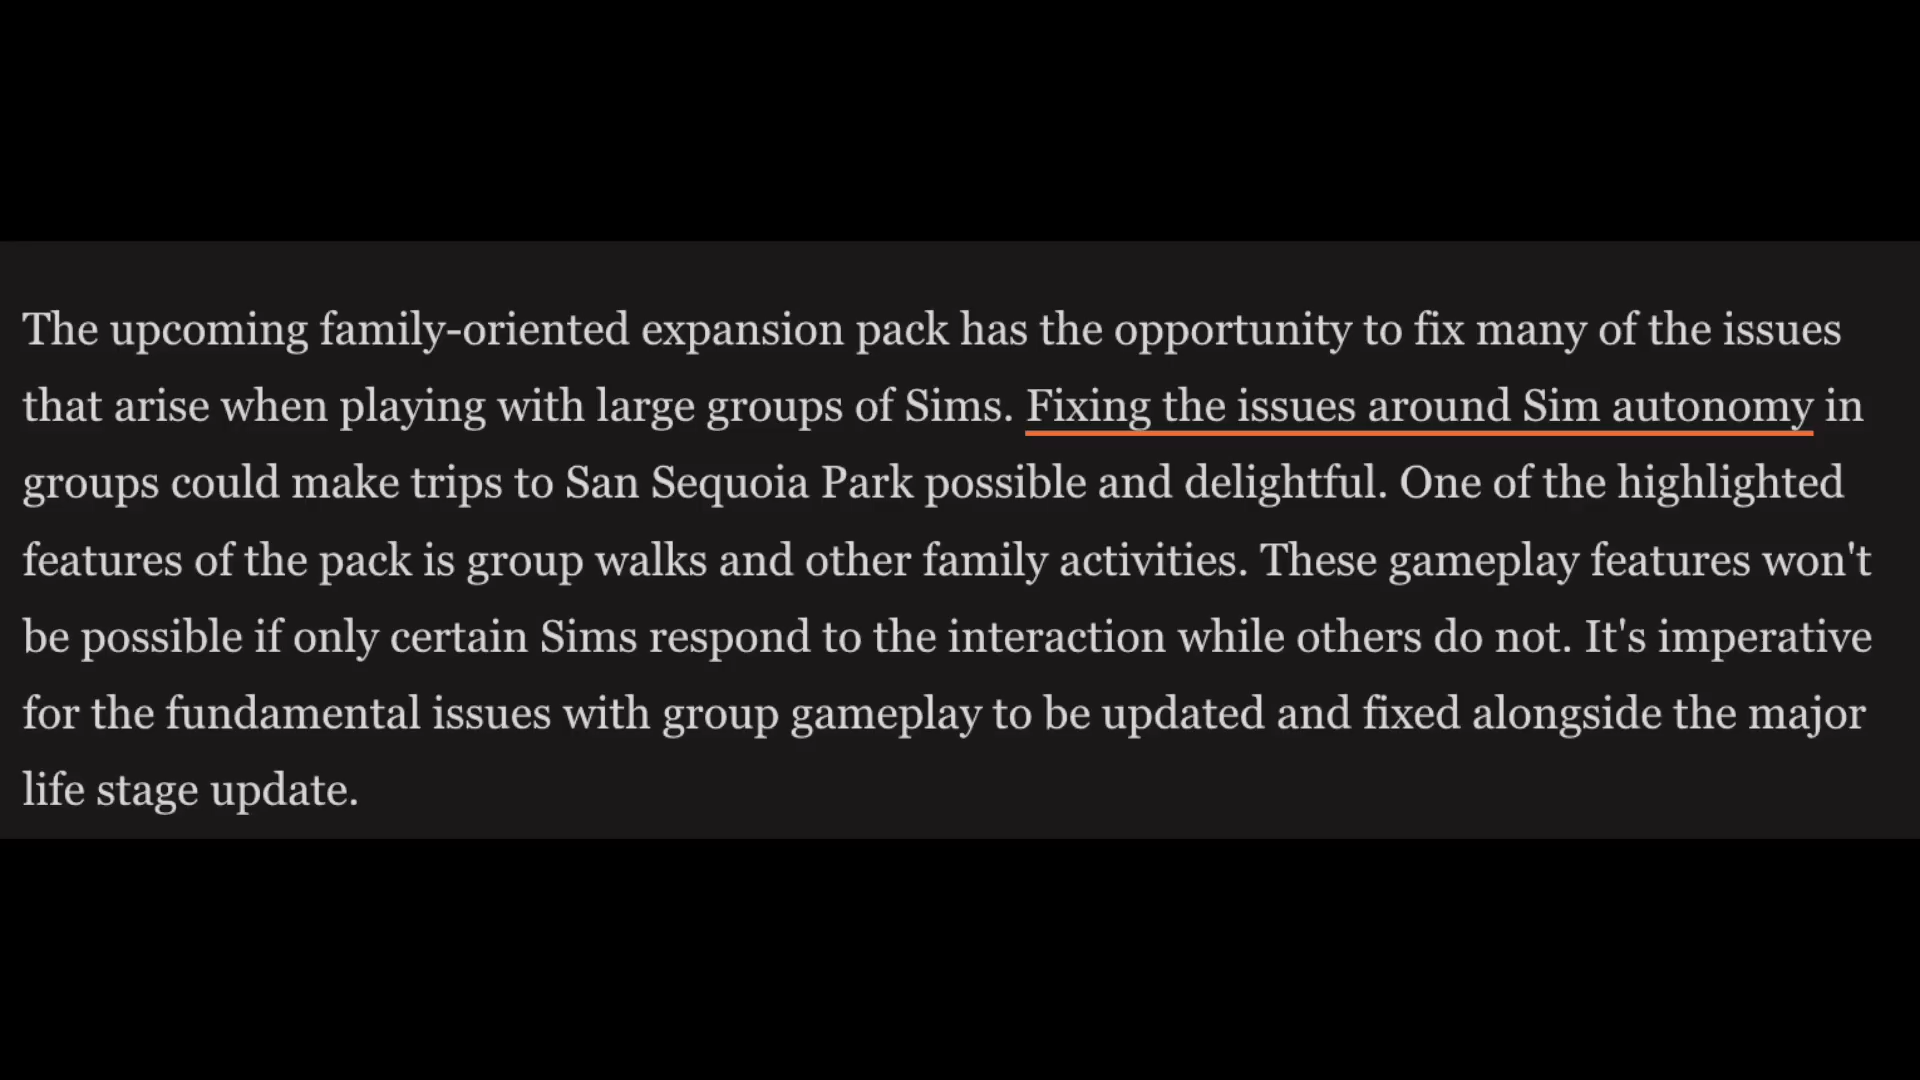 The upcoming family-oriented expansion pack has the opportunity to fix many of the issues
that arise when playing with large groups of Sims. Fixing the issues around Sim autonomy in
groups could make trips to San Sequoia Park possible and delightful. One of the highlighted
features of the pack is group walks and other family activities. These gameplay features won't
be possible if only certain Sims respond to the interaction while others do not. It's imperative
for the fundamental issues with group gameplay to be updated and fixed alongside the major
life stage update.